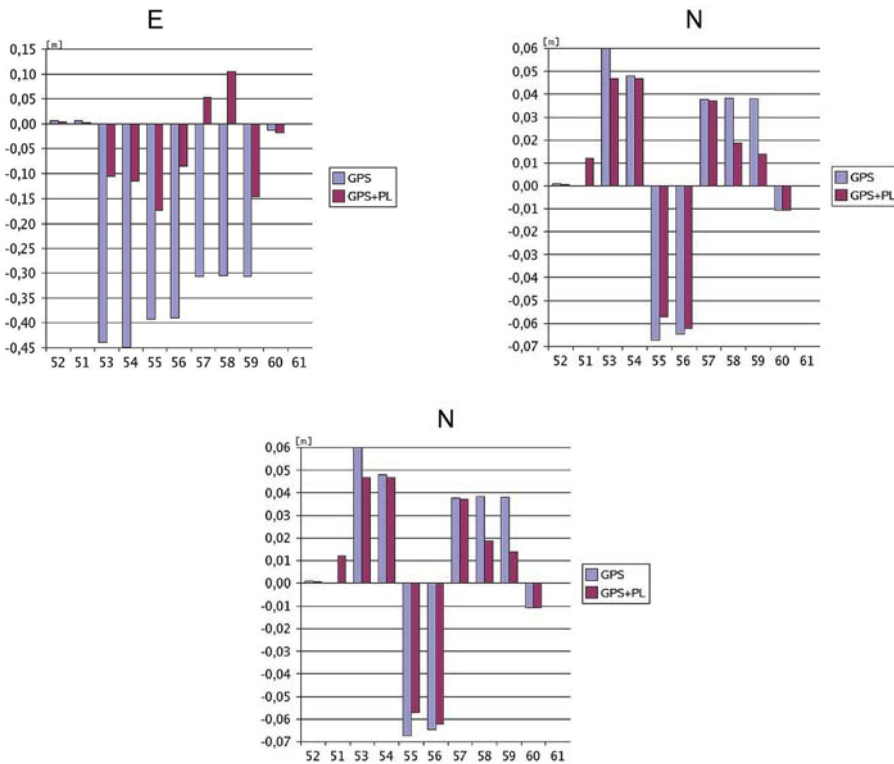 E
[m]
0,15
0,10
0,05
0,00
-0,05
-0,10
-0,15
-0,20
-0,25
-0,30
-0,35
-0,40
-0,45
52 51 53 54 55 56 57 58 59 60 61
GPS
GPS+PL
N
[m]
0,06
0,05
0,04
0,03
0,02
0,01
0,00
-0,01
-0,02
-0,03
-0,04
-0,05
-0,06
-0,07
52 51 53 54 55 56 57 58 59 60 61
GPS
GPS+PL
N
[m]
0,06
0,05
0,04
0,03
0,02
0,01
0,00
-0,01
-0,02
-0,03
-0,04
-0,05
-0,06
-0,07
52 51 53 54 55 56 57 58 59 60 61
GPS
GPS+PL